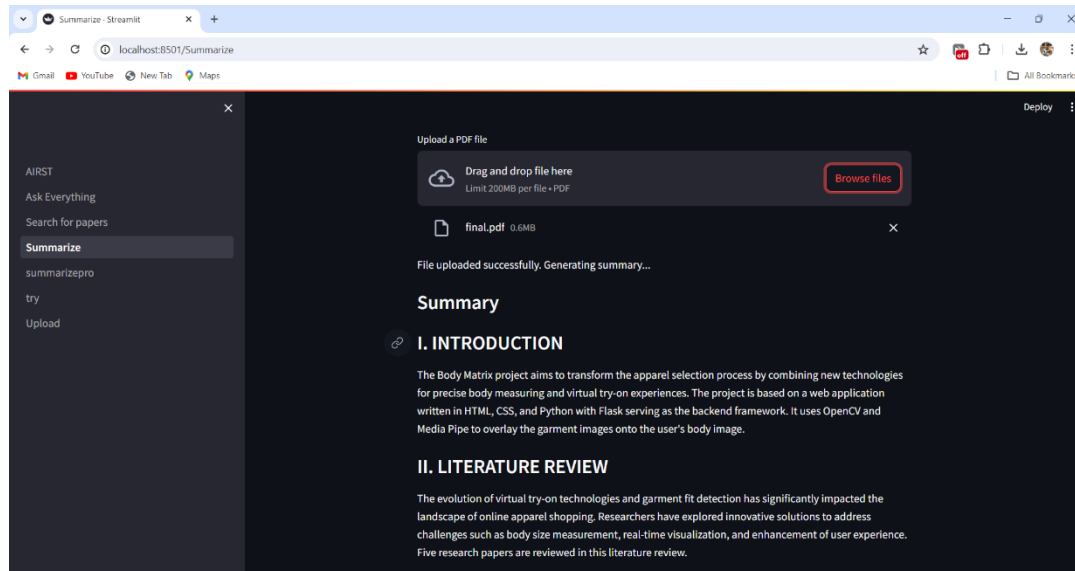 Summarize · Streamlit
localhost:8501/Summarize
off
Gmail
YouTube
New Tab
Maps
All Bookmarks
Deploy
AIRST
Ask Everything
Search for papers
Summarize
summarizepro
try
Upload
Upload a PDF file
Drag and drop file here
Limit 200MB per file • PDF
Browse files
final.pdf 0.6MB
File uploaded successfully. Generating summary...
Summary
I. INTRODUCTION
The Body Matrix project aims to transform the apparel selection process by combining new technologies
for precise body measuring and virtual try-on experiences. The project is based on a web application
written in HTML, CSS, and Python with Flask serving as the backend framework. It uses OpenCV and
Media Pipe to overlay the garment images onto the user's body image.
II. LITERATURE REVIEW
The evolution of virtual try-on technologies and garment fit detection has significantly impacted the
landscape of online apparel shopping. Researchers have explored innovative solutions to address
challenges such as body size measurement, real-time visualization, and enhancement of user experience.
Five research papers are reviewed in this literature review.